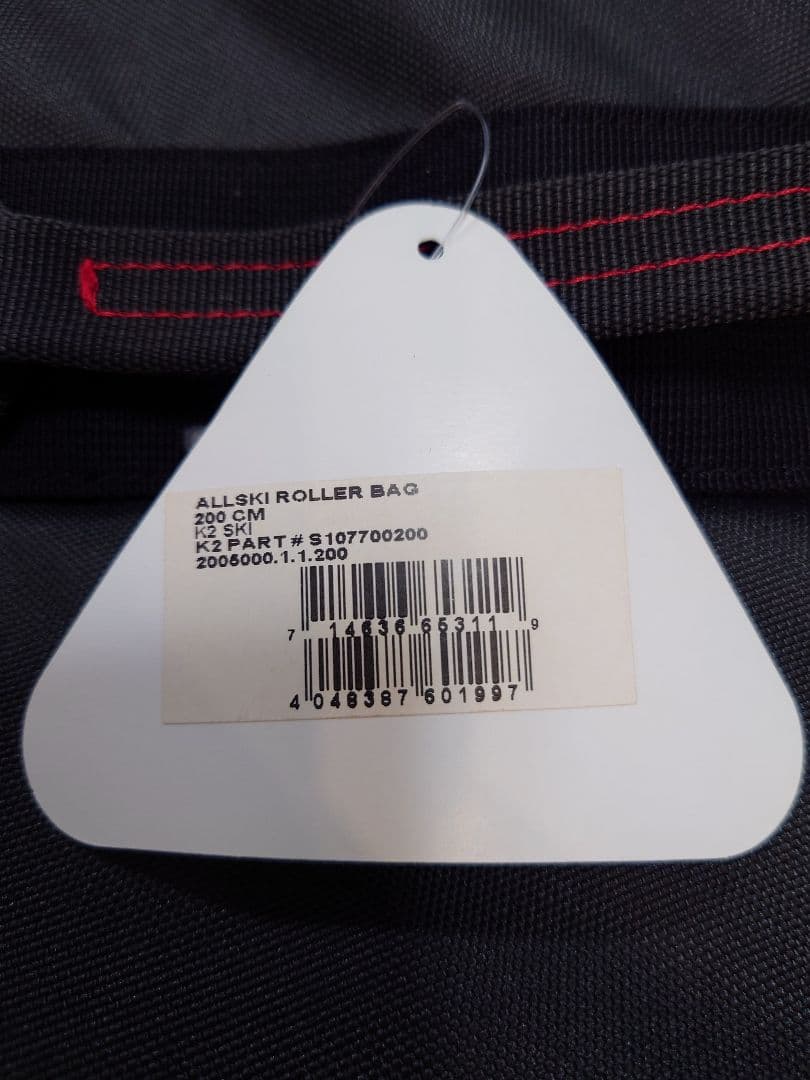 ALLSKI ROLLER BAG
200 CM
K2 SKI
K2 PART # S107700200
2005000.1.1.200
7 14636 65311 9
4 048387 601997